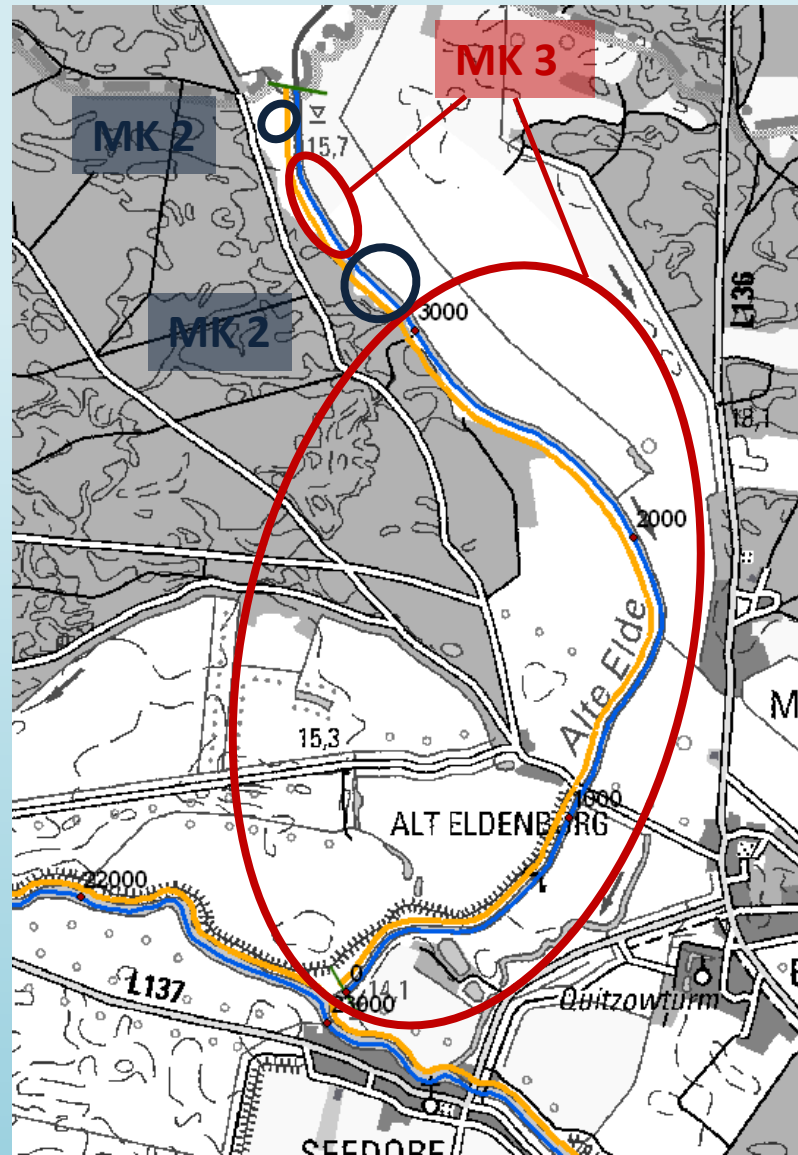 MK 3
MK 2
15,7
MK 2
3000
L136
18,1
2000
Alte Elde
M
15,3
1000
ALT ELDENBURG
22000
L137
0
14,1
23000
Quitzowturm
E
SEEDORF